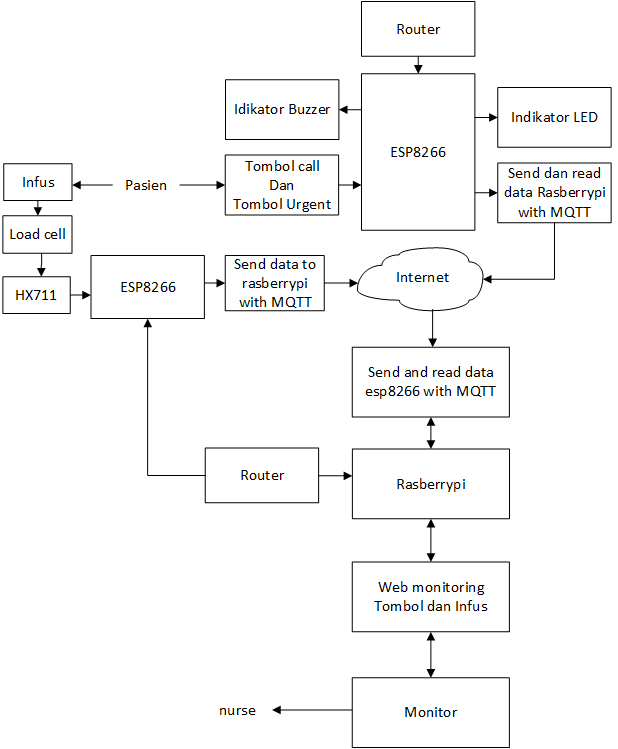 Router
Idikator Buzzer
ESP8266
Indikator LED
Infus
Pasien
Tombol call
Dan
Tombol Urgent
Send dan read
data Rasberrypi
with MQTT
Load cell
HX711
ESP8266
Send data to
rasberrypi
with MQTT
Internet
Send and read data
esp8266 with MQTT
Router
Rasberrypi
Web monitoring
Tombol dan Infus
nurse
Monitor